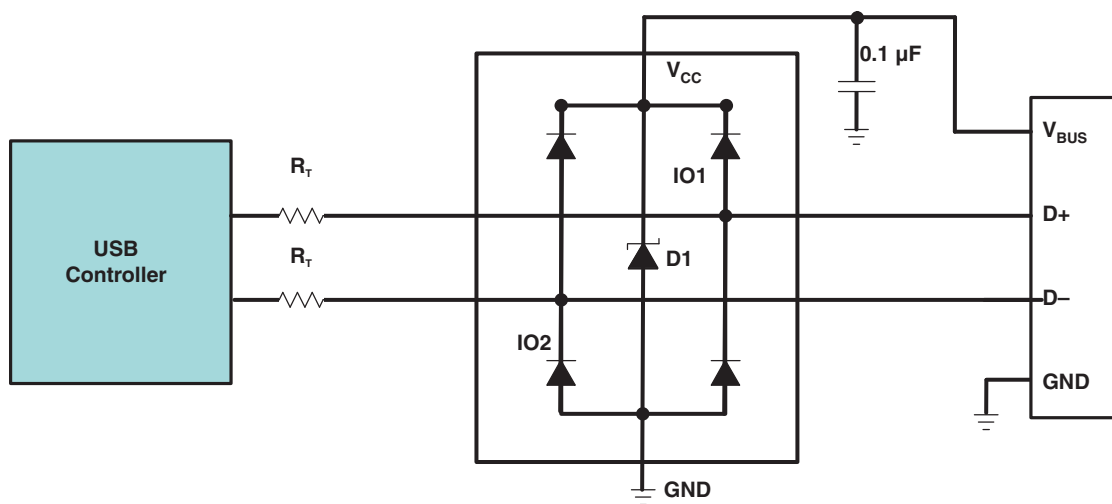 0.1 µF
VCC
VBUS
RT
IO1
D+
USB
Controller
RT
D1
D–
IO2
GND
GND